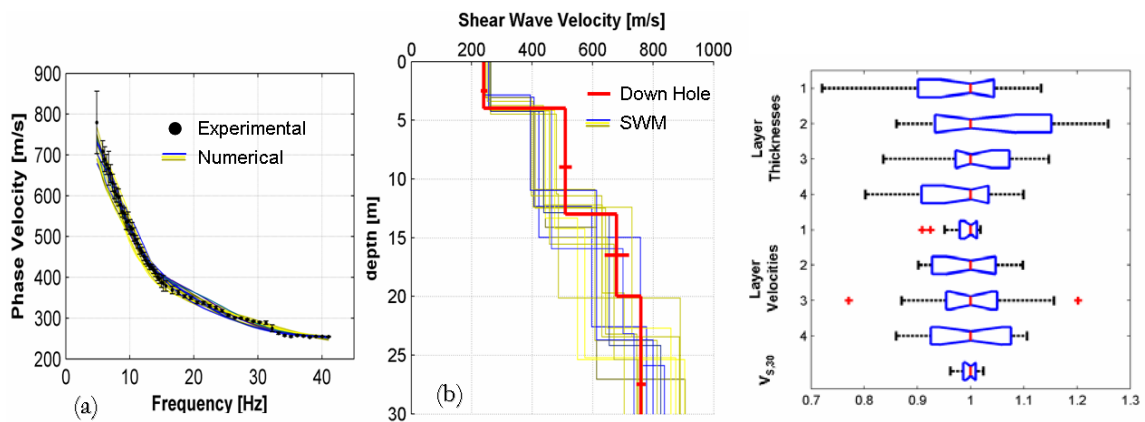 Phase Velocity [m/s]
900
800
700
600
500
400
300
200
0
10
20
30
40
Frequency [Hz]
Experimental
Numerical
(a)
Shear Wave Velocity [m/s]
0
200
400
600
800
1000
depth [m]
0
5
10
15
20
25
30
Down Hole
SWM
(b)
Layer
Thicknesses
1
2
3
4
Layer
Velocities
1
2
3
4
VS,30
0.7
0.8
0.9
1
1.1
1.2
1.3